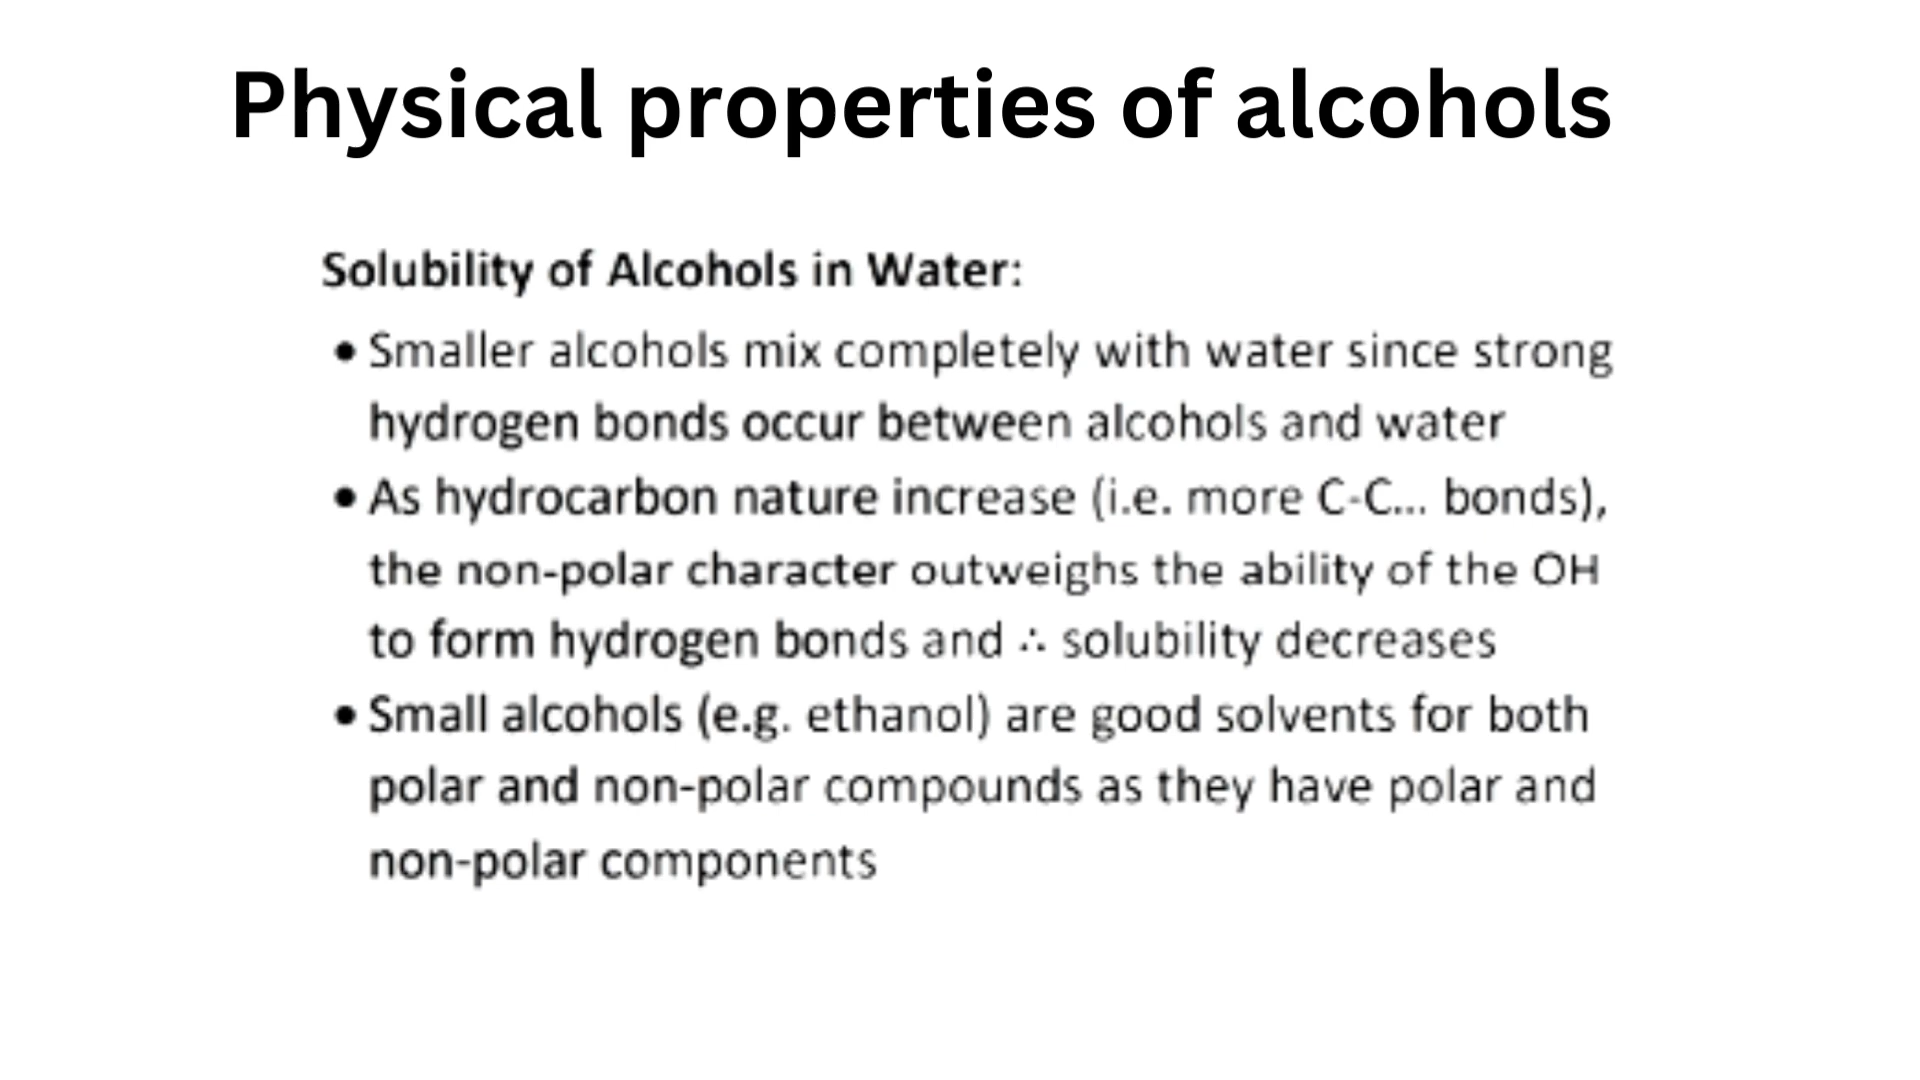 Physical properties of alcohols
Solubility of Alcohols in Water:
• Smaller alcohols mix completely with water since strong
hydrogen bonds occur between alcohols and water
• As hydrocarbon nature increase (i.e. more C-C... bonds),
the non-polar character outweighs the ability of the OH
to form hydrogen bonds and ∴ solubility decreases
• Small alcohols (e.g. ethanol) are good solvents for both
polar and non-polar compounds as they have polar and
non-polar components